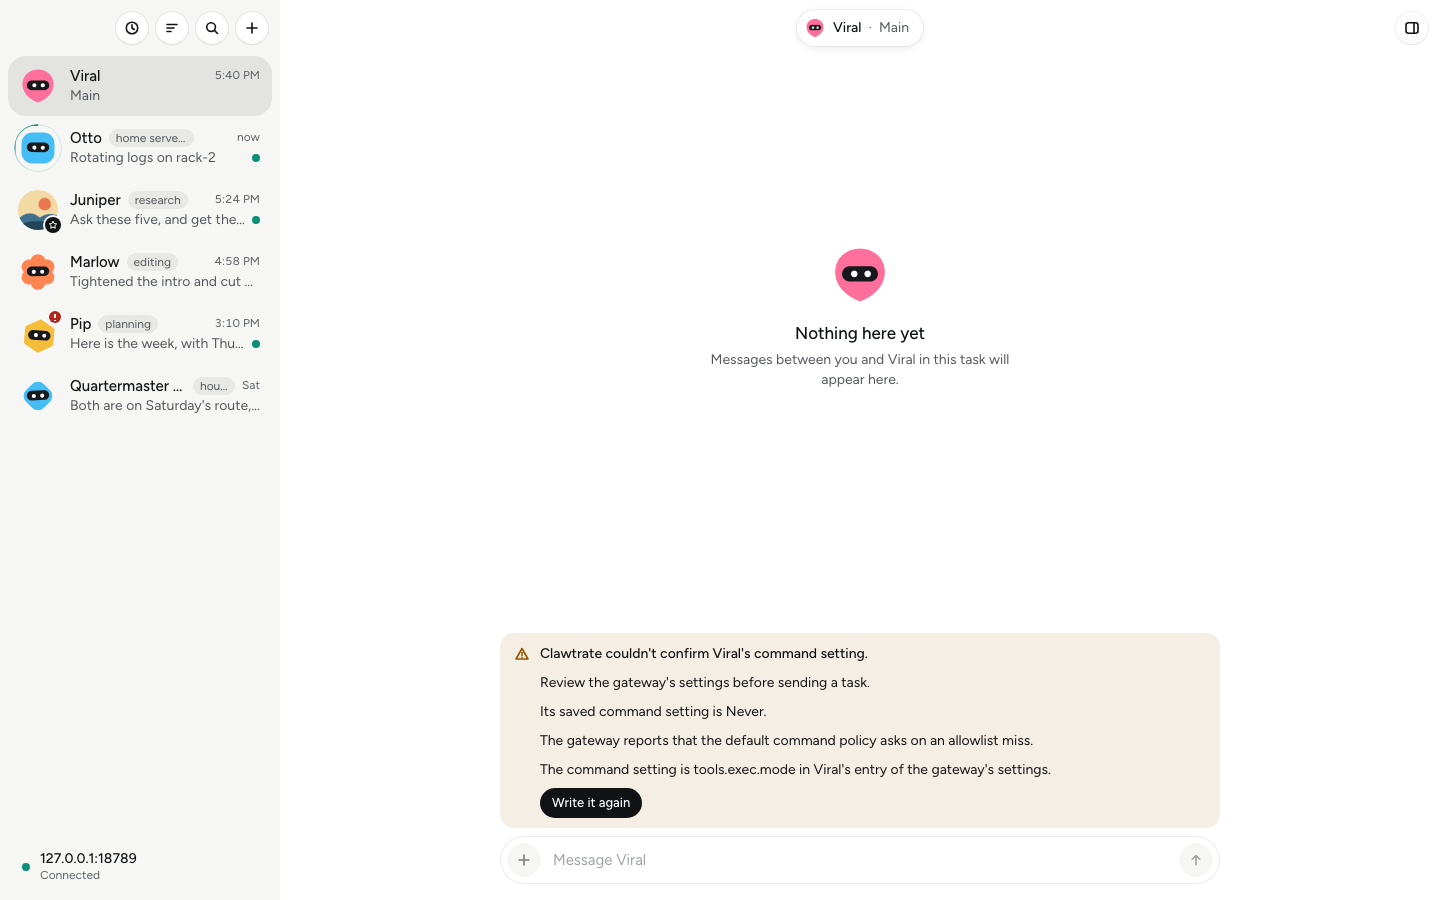 Viral
5:40 PM
Main
Otto
home serve...
now
Rotating logs on rack-2
Juniper
research
5:24 PM
Ask these five, and get the...
Marlow
editing
4:58 PM
Tightened the intro and cut ...
Pip
planning
3:10 PM
Here is the week, with Thu...
Quartermaster ...
hou...
Sat
Both are on Saturday's route,...
127.0.0.1:18789
Connected
Viral · Main
Nothing here yet
Messages between you and Viral in this task will
appear here.
Clawtrate couldn't confirm Viral's command setting.
Review the gateway's settings before sending a task.
Its saved command setting is Never.
The gateway reports that the default command policy asks on an allowlist miss.
The command setting is tools.exec.mode in Viral's entry of the gateway's settings.
Write it again
Message Viral